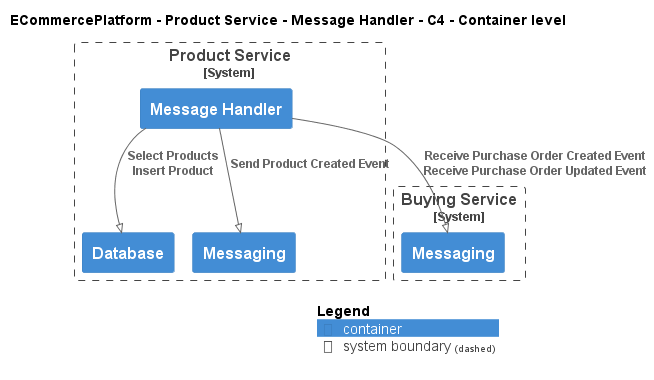 ECommercePlatform - Product Service - Message Handler - C4 - Container level
Product Service
[System]
Message Handler
Select Products
Insert Product
Send Product Created Event
Receive Purchase Order Created Event
Receive Purchase Order Updated Event
Buying Service
[System]
Database
Messaging
Messaging
Legend
container
system boundary (dashed)